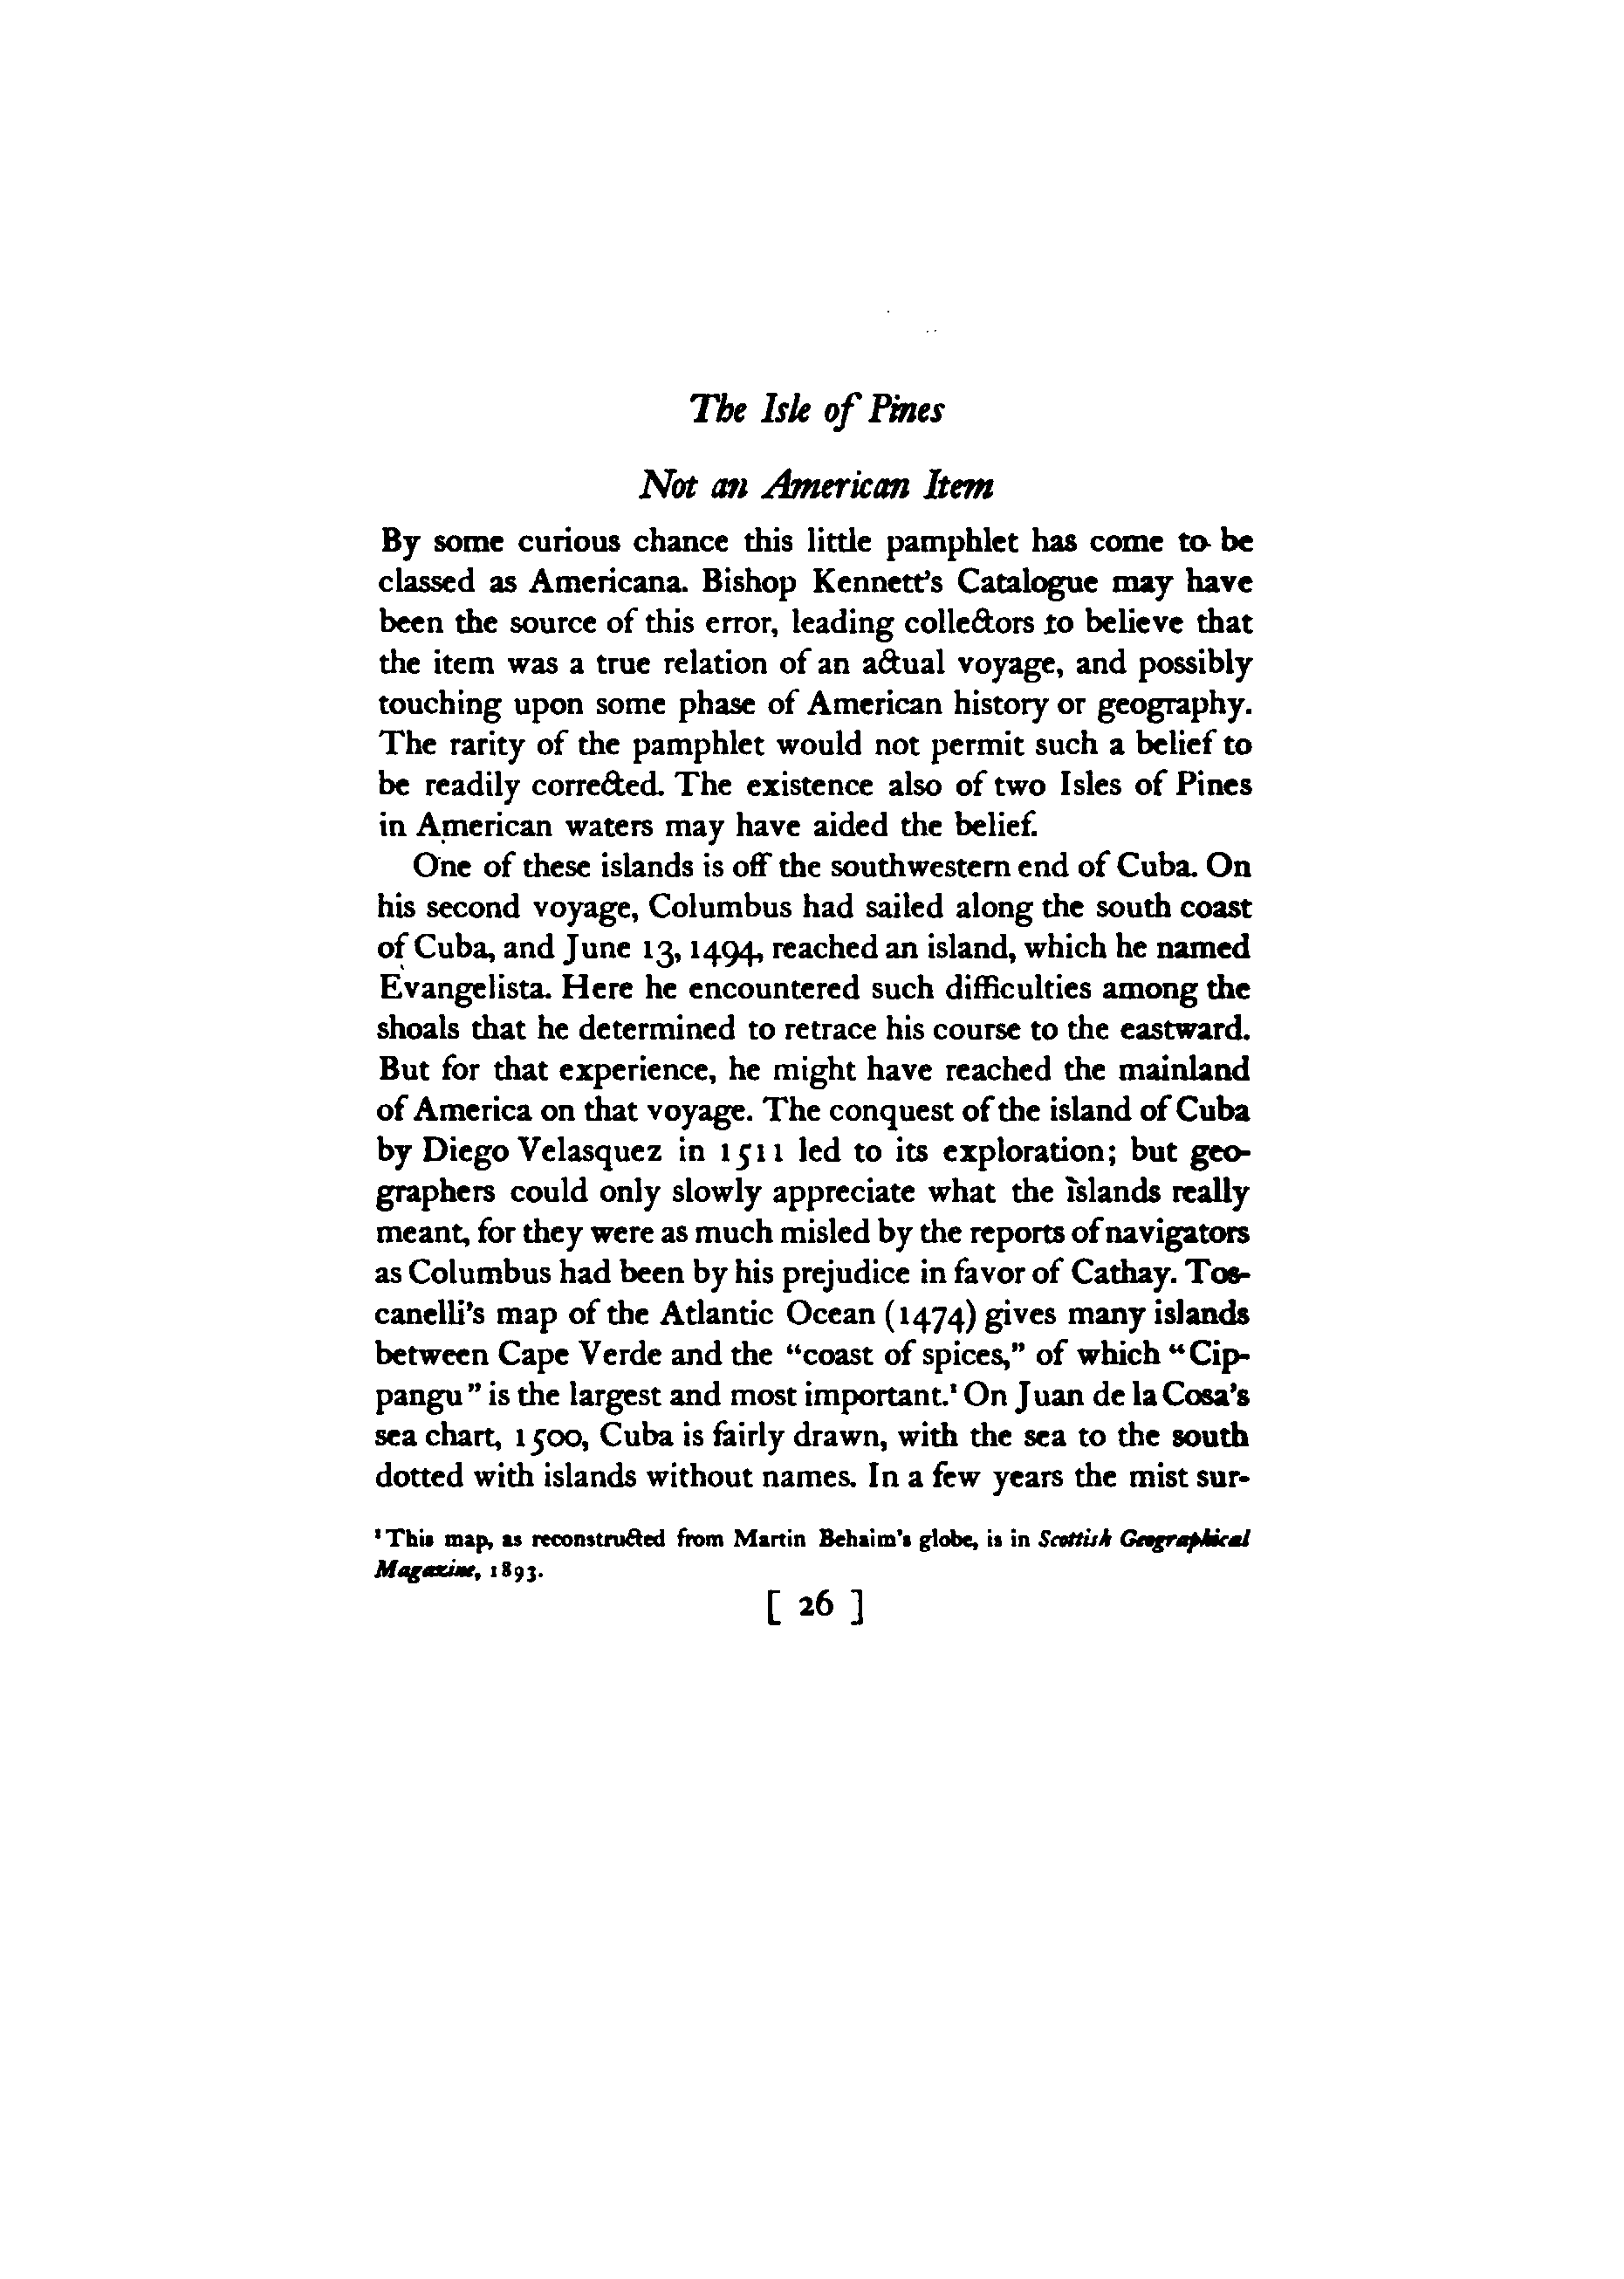 The Isle of Pines
Not an American Item
By some curious chance this little pamphlet has come to be
classed as Americana. Bishop Kennett's Catalogue may have
been the source of this error, leading collectors to believe that
the item was a true relation of an actual voyage, and possibly
touching upon some phase of American history or geography.
The rarity of the pamphlet would not permit such a belief to
be readily corrected. The existence also of two Isles of Pines
in American waters may have aided the belief.
One of these islands is off the southwestern end of Cuba. On
his second voyage, Columbus had sailed along the south coast
of Cuba, and June 13, 1494, reached an island, which he named
Evangelista. Here he encountered such difficulties among the
shoals that he determined to retrace his course to the eastward.
But for that experience, he might have reached the mainland
of America on that voyage. The conquest of the island of Cuba
by Diego Velasquez in 1511 led to its exploration; but geo-
graphers could only slowly appreciate what the islands really
meant, for they were as much misled by the reports of navigators
as Columbus had been by his prejudice in favor of Cathay. Tos-
canelli's map of the Atlantic Ocean (1474) gives many islands
between Cape Verde and the "coast of spices," of which "Cip-
pangu" is the largest and most important.¹ On Juan de la Cosa's
sea chart, 1500, Cuba is fairly drawn, with the sea to the south
dotted with islands without names. In a few years the mist sur-
¹ This map, as reconstructed from Martin Behaim's globe, is in Scottish Geographical
Magazine, 1893.
[ 26 ]